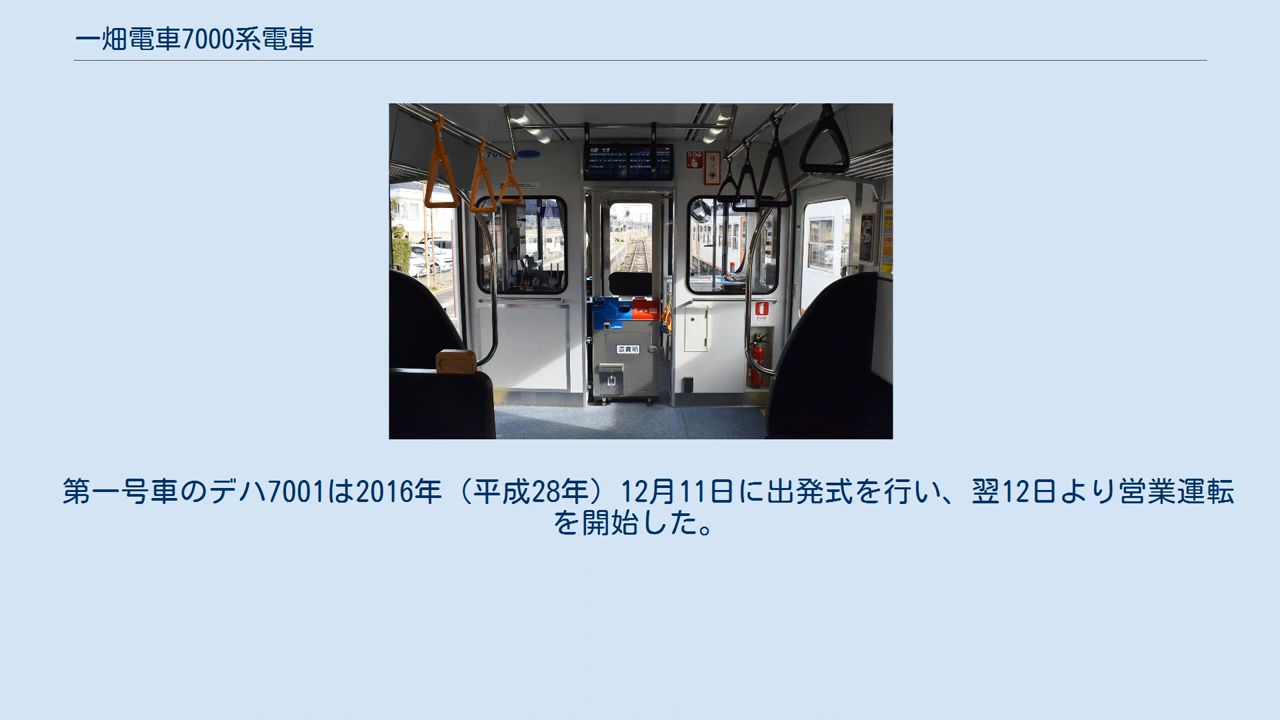 一畑電車7000系電車
運賃箱
第一号車のデハ7001は2016年（平成28年）12月11日に出発式を行い、翌12日より営業運転
を開始した。